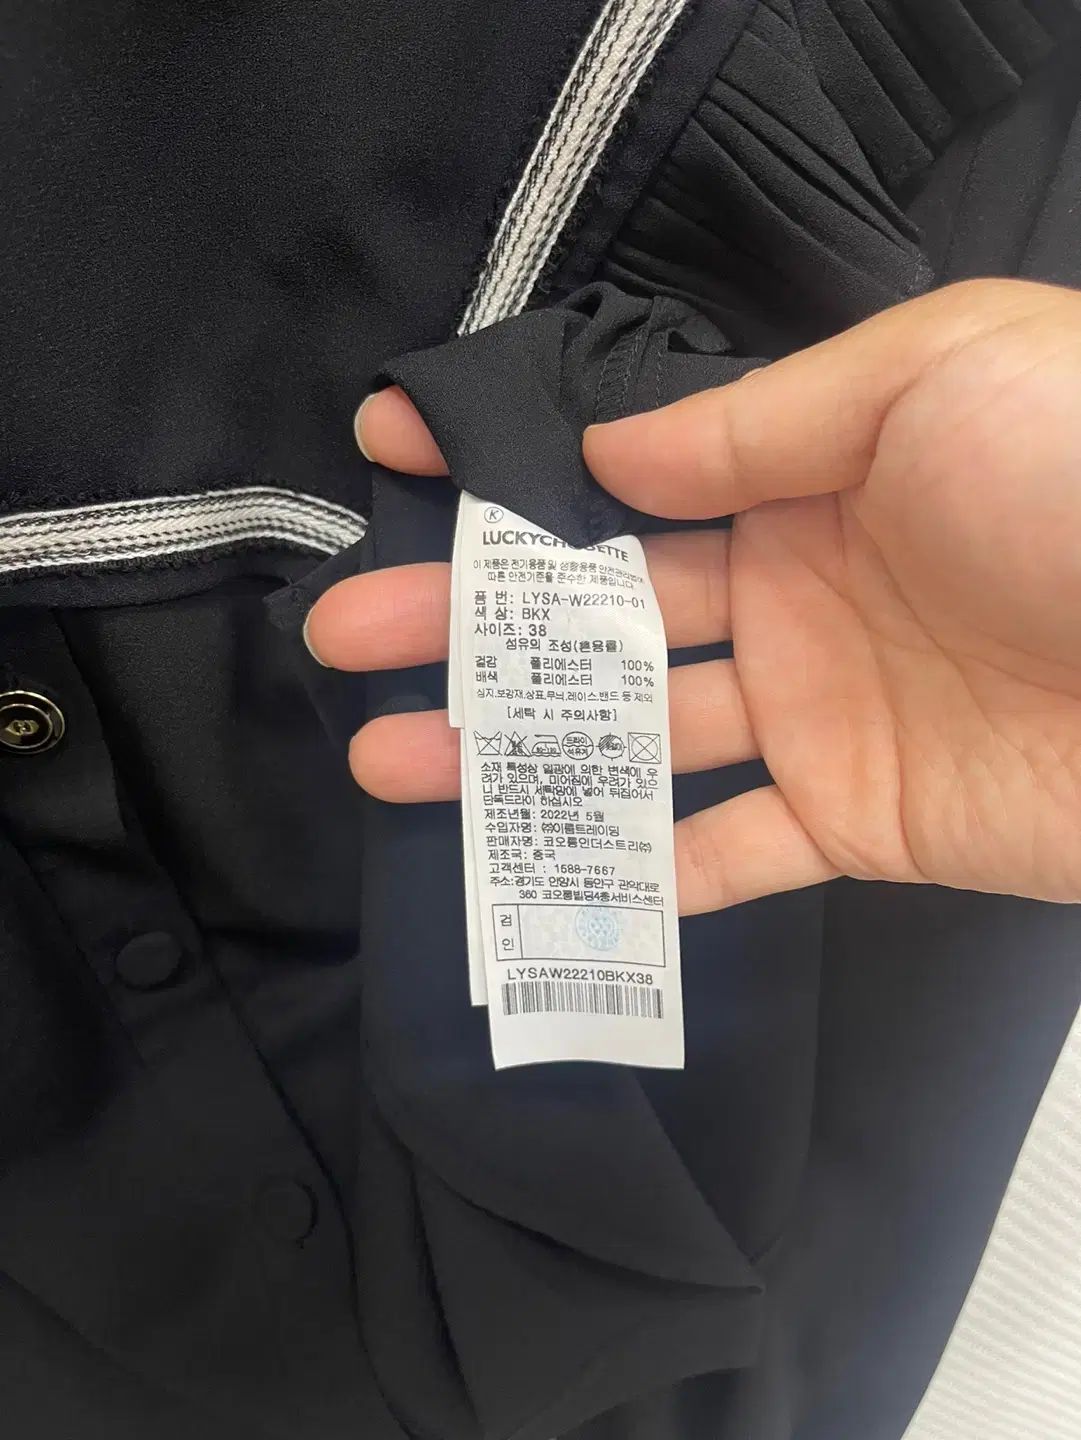 K
LUCKYCHOUETTE
이 제품은 전기용품 및 생활용품 안전관리법에
따른 안전기준을 준수한 제품입니다.
품 번: LYSA-W22210-01
색 상: BKX
사이즈: 38
섬유의 조성(혼용률)
겉감 폴리에스터 100%
배색 폴리에스터 100%
심지,보강재,상표,무늬,레이스,밴드 등 제외
[세탁 시 주의사항]
드라이
석유계
소재 특성상 일광에 의한 변색에 우
려가 있으며, 미어짐에 우려가 있으
니 반드시 세탁망에 넣어 뒤집어서
단독드라이 하십시오
제조년월: 2022년 5월
수입자명: ㈜이룸트레이딩
판매자명: 코오롱인더스트리㈜
제조국: 중국
고객센터 : 1588-7667
주소:경기도 안양시 동안구 관악대로
360 코오롱빌딩4층서비스센터
검
인
LYSAW22210BKX38